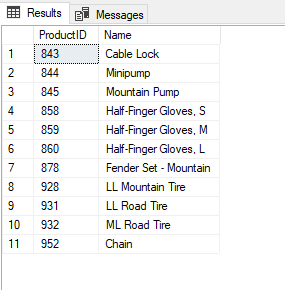 Results Messages
ProductID Name
1 843 Cable Lock
2 844 Minipump
3 845 Mountain Pump
4 858 Half-Finger Gloves, S
5 859 Half-Finger Gloves, M
6 860 Half-Finger Gloves, L
7 878 Fender Set - Mountain
8 928 LL Mountain Tire
9 931 LL Road Tire
10 932 ML Road Tire
11 952 Chain